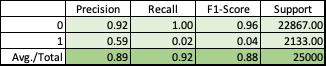 Precision Recall F1-Score Support
0 0.92 1.00 0.96 22867.00
1 0.59 0.02 0.04 2133.00
Avg./Total 0.89 0.92 0.88 25000